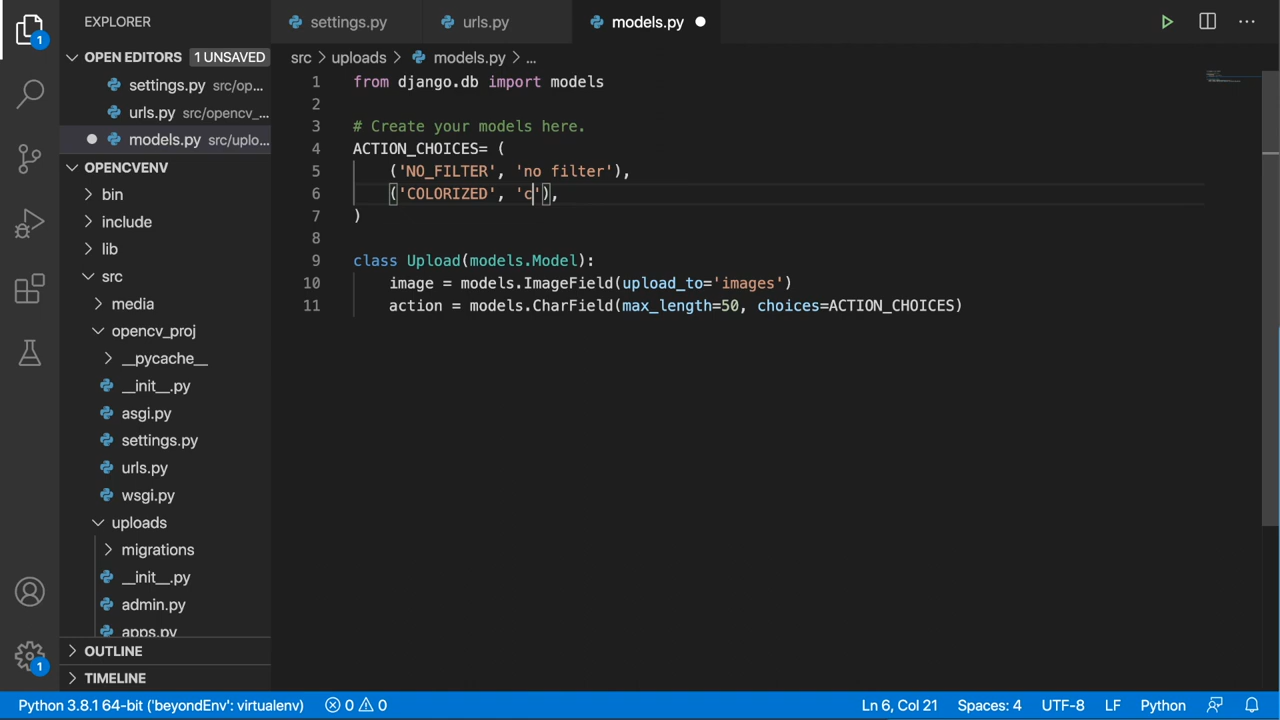 EXPLORER
settings.py
urls.py
models.py
OPEN EDITORS 1 UNSAVED
settings.py src/op...
urls.py src/opencv_...
models.py src/uplo...
OPENCVENV
bin
include
lib
src
media
opencv_proj
__pycache__
__init__.py
asgi.py
settings.py
urls.py
wsgi.py
uploads
migrations
__init__.py
admin.py
apps.py
OUTLINE
TIMELINE
1
1
src > uploads > models.py > ...
1 from django.db import models
2
3 # Create your models here.
4 ACTION_CHOICES= (
5 ('NO_FILTER', 'no filter'),
6 ('COLORIZED', 'c'),
7 )
8
9 class Upload(models.Model):
10 image = models.ImageField(upload_to='images')
11 action = models.CharField(max_length=50, choices=ACTION_CHOICES)
Python 3.8.1 64-bit ('beyondEnv': virtualenv) 0 0 Ln 6, Col 21 Spaces: 4 UTF-8 LF Python